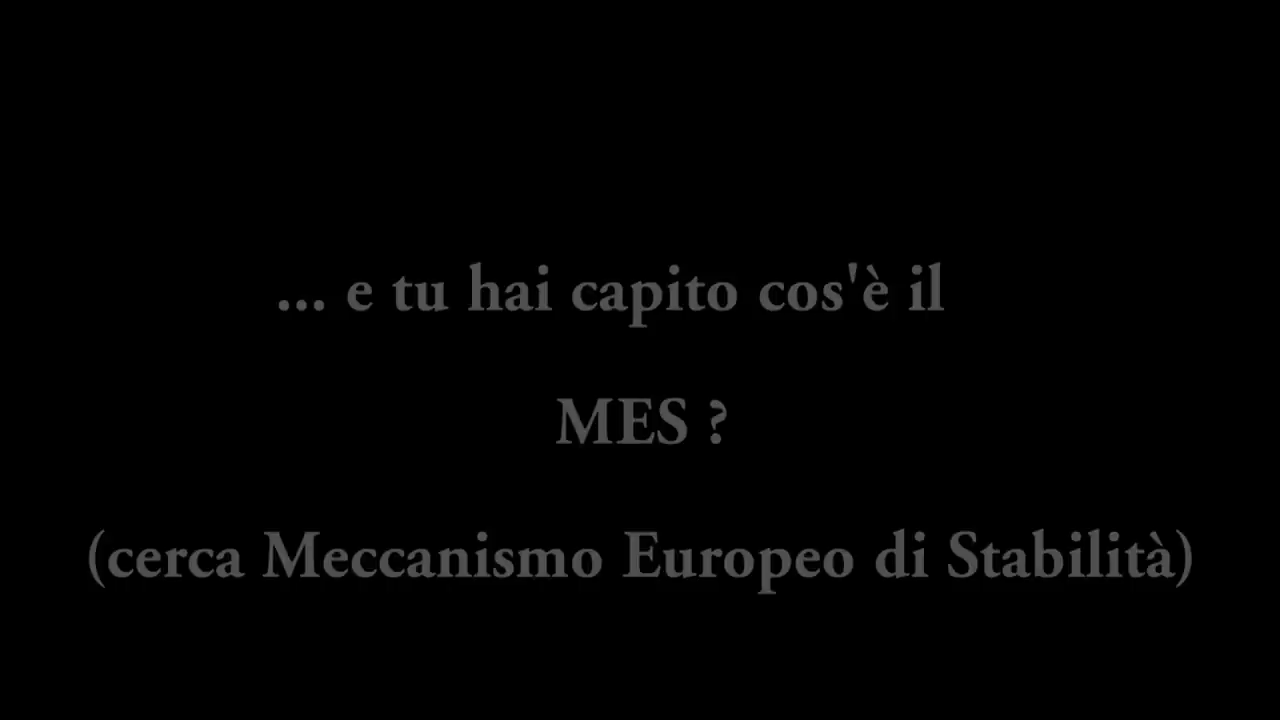 ... e tu hai capito cos'è il
MES ?
(cerca Meccanismo Europeo di Stabilità)